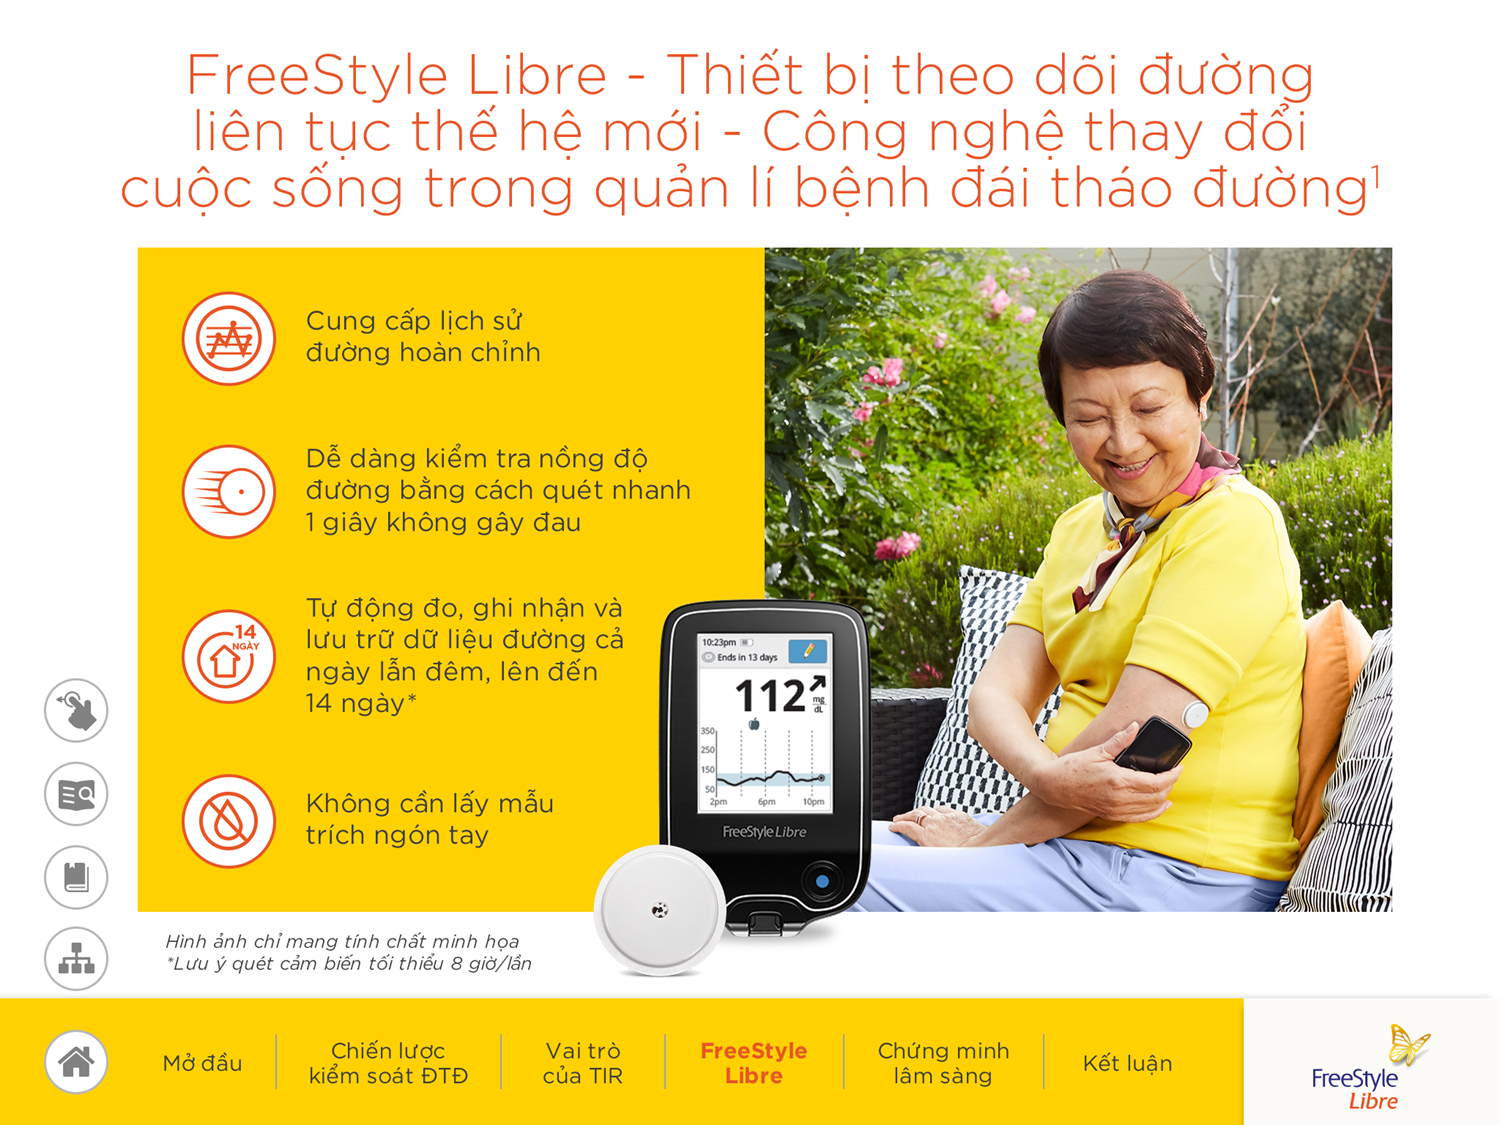 FreeStyle Libre - Thiết bị theo dõi đường
liên tục thế hệ mới - Công nghệ thay đổi
cuộc sống trong quản lí bệnh đái tháo đường1
Cung cấp lịch sử
đường hoàn chỉnh
Dễ dàng kiểm tra nồng độ
đường bằng cách quét nhanh
1 giây không gây đau
14
NGÀY
Tự động đo, ghi nhận và
lưu trữ dữ liệu đường cả
ngày lẫn đêm, lên đến
14 ngày*
Không cần lấy mẫu
trích ngón tay
10:23pm
Ends in 13 days
112
mg
dL
350
250
150
50
2pm 6pm 10pm
FreeStyle Libre
Hình ảnh chỉ mang tính chất minh họa
*Lưu ý quét cảm biến tối thiểu 8 giờ/lần
Mở đầu
Chiến lược
kiểm soát ĐTĐ
Vai trò
của TIR
FreeStyle
Libre
Chứng minh
lâm sàng
Kết luận
FreeStyle
Libre